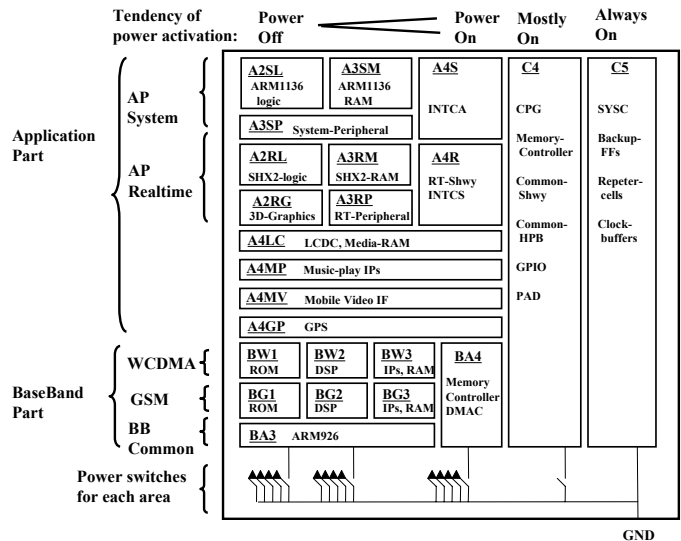 Tendency of
power activation:
Power
Off
Power
On
Mostly
On
Always
On
Application
Part
AP
System
AP
Realtime
A2SL
ARM1136
logic
A3SM
ARM1136
RAM
A4S
INTCA
A3SP System-Peripheral
A2RL
SHX2-logic
A3RM
SHX2-RAM
A4R
RT-Shwy
INTCS
A2RG
3D-Graphics
A3RP
RT-Peripheral
A4LC LCDC, Media-RAM
A4MP Music-play IPs
A4MV Mobile Video IF
A4GP GPS
C4
CPG
Memory-
Controller
Common-
Shwy
Common-
HPB
GPIO
PAD
C5
SYSC
Backup-
FFs
Repeter-
cells
Clock-
buffers
BaseBand
Part
WCDMA
GSM
BB
Common
BW1
ROM
BW2
DSP
BW3
IPs, RAM
BA4
Memory
Controller
DMAC
BG1
ROM
BG2
DSP
BG3
IPs, RAM
BA3 ARM926
Power switches
for each area
GND